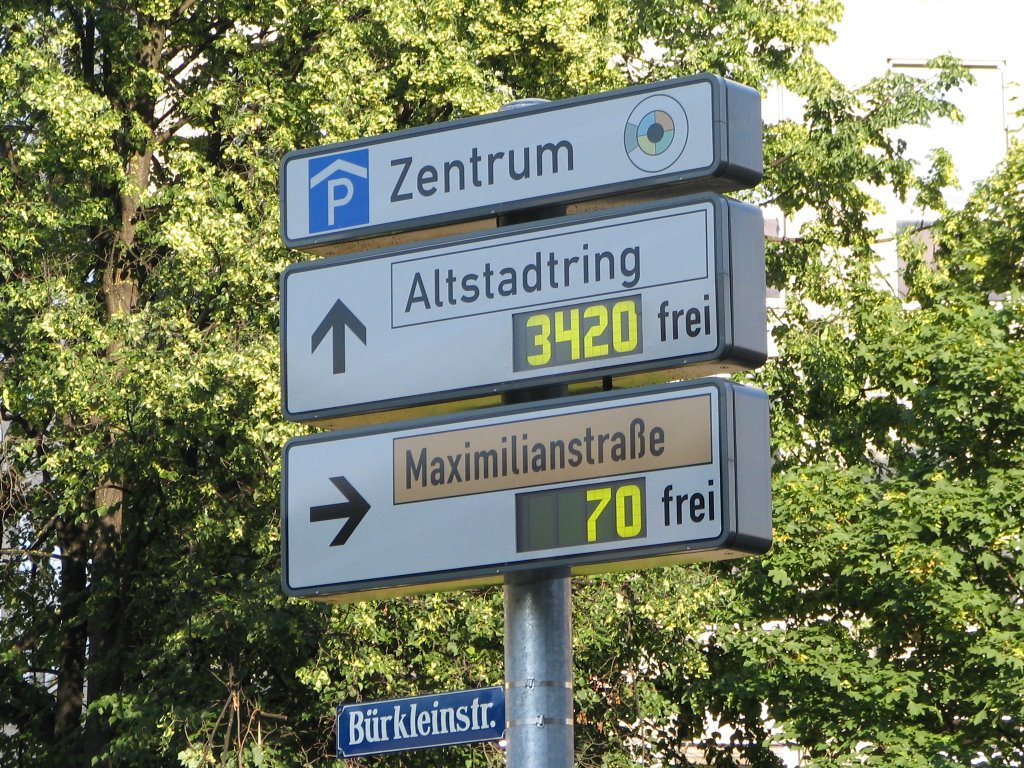 P Zentrum
Altstadtring
3420 frei
Maximilianstraße
70 frei
Bürkleinstr.